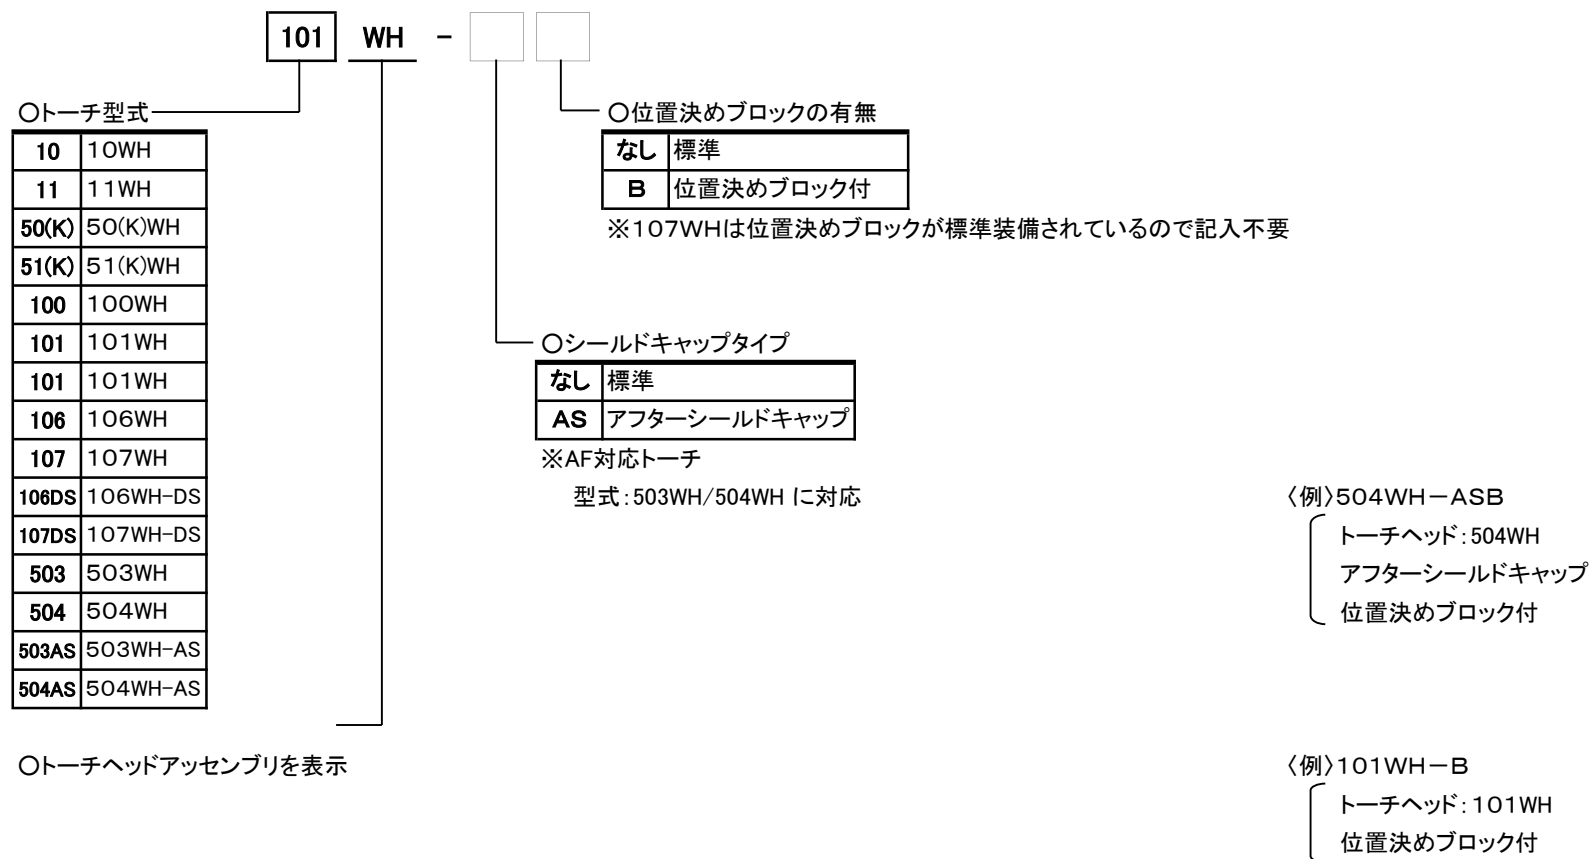 101 WH -
○トーチ型式
10 10WH
11 11WH
50(K) 50(K)WH
51(K) 51(K)WH
100 100WH
101 101WH
101 101WH
106 106WH
107 107WH
106DS 106WH-DS
107DS 107WH-DS
503 503WH
504 504WH
503AS 503WH-AS
504AS 504WH-AS
○トーチヘッドアッセンブリを表示
○位置決めブロックの有無
なし 標準
B 位置決めブロック付
※107WHは位置決めブロックが標準装備されているので記入不要
○シールドキャップタイプ
なし 標準
AS アフターシールドキャップ
※AF対応トーチ
型式:503WH/504WH に対応
〈例〉504WH-ASB
トーチヘッド:504WH
アフターシールドキャップ
位置決めブロック付
〈例〉101WH-B
トーチヘッド:101WH
位置決めブロック付